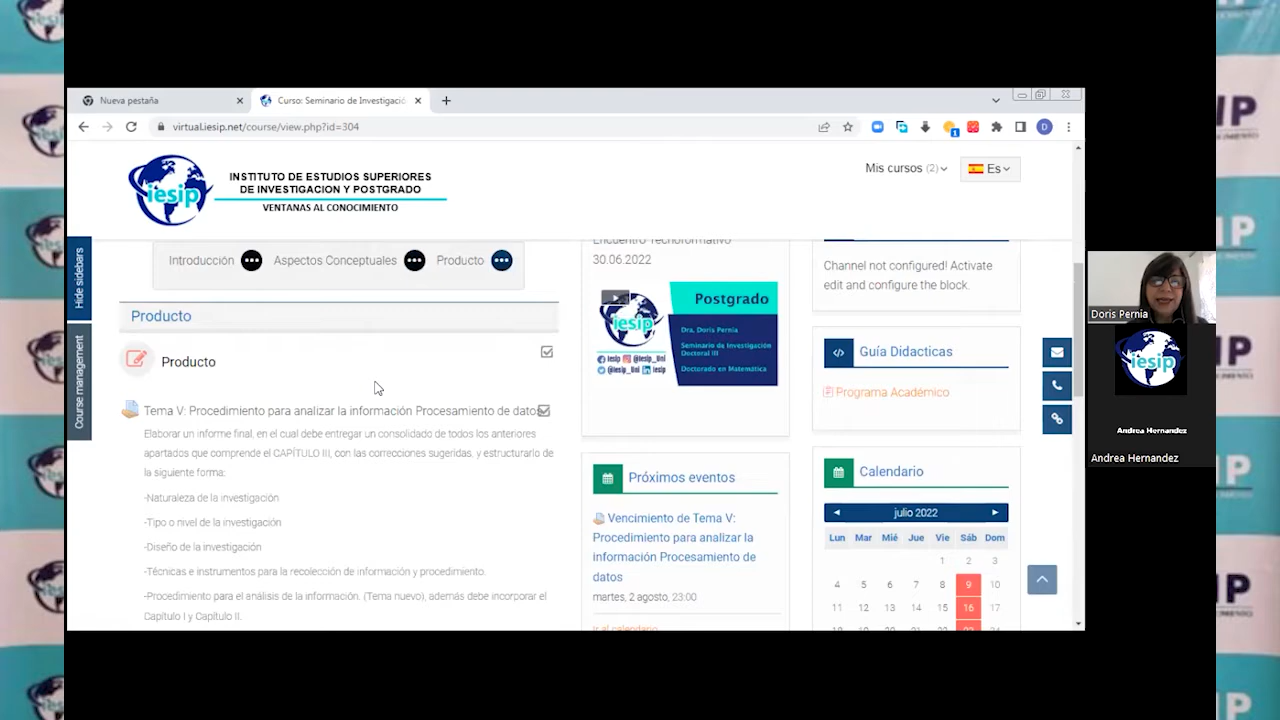 Nueva pestaña
Curso: Seminario de Investigació
virtual.iesip.net/course/view.php?id=304
1
D
iesip
INSTITUTO DE ESTUDIOS SUPERIORES
DE INVESTIGACION Y POSTGRADO
VENTANAS AL CONOCIMIENTO
Mis cursos (2)
Es
Hide sidebars
Course management
Introducción
Aspectos Conceptuales
Producto
Producto
Producto
Tema V: Procedimiento para analizar la información Procesamiento de datos
Elaborar un informe final, en el cual debe entregar un consolidado de todos los anteriores
apartados que comprende el CAPÍTULO III, con las correcciones sugeridas, y estructurarlo de
la siguiente forma:
-Naturaleza de la investigación
-Tipo o nivel de la investigación
-Diseño de la investigación
-Técnicas e instrumentos para la recolección de información y procedimiento.
-Procedimiento para el análisis de la información. (Tema nuevo), además debe incorporar el
Capítulo I y Capítulo II.
Encuentro Tecnoformativo
30.06.2022
Postgrado
iesip
Dra, Doris Pernía
Seminario de Investigación
Doctoral III
Doctorado en Matemática
iesip @iesip_Uni
@iesip_Uni iesip
Próximos eventos
Vencimiento de Tema V:
Procedimiento para analizar la
información Procesamiento de
datos
martes, 2 agosto, 23:00
Ir al calendario
Channel not configured! Activate
edit and configure the block.
Guía Didacticas
Programa Académico
Calendario
julio 2022
Lun Mar Mié Jue Vie Sáb Dom
1 2 3
4 5 6 7 8 9 10
11 12 13 14 15 16 17
Doris Pernia
iesip
Andrea Hernandez
Andrea Hernandez